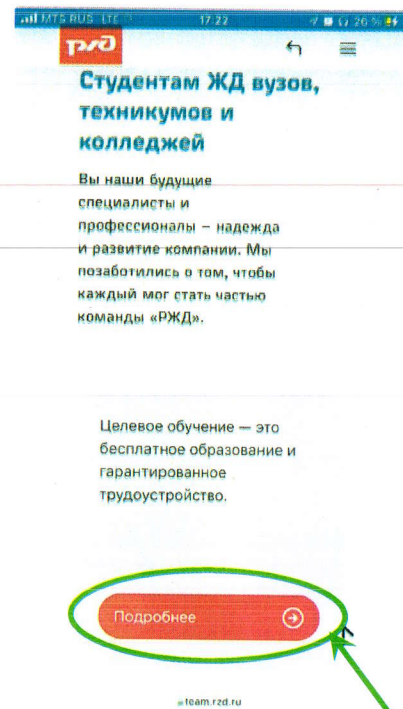 MTS RUS LTE 17:22 26 %
РЖД
Студентам ЖД вузов,
техникумов и
колледжей
Вы наши будущие
специалисты и
профессионалы – надежда
и развитие компании. Мы
позаботились о том, чтобы
каждый мог стать частью
команды «РЖД».
Целевое обучение — это
бесплатное образование и
гарантированное
трудоустройство.
Подробнее
team.rzd.ru